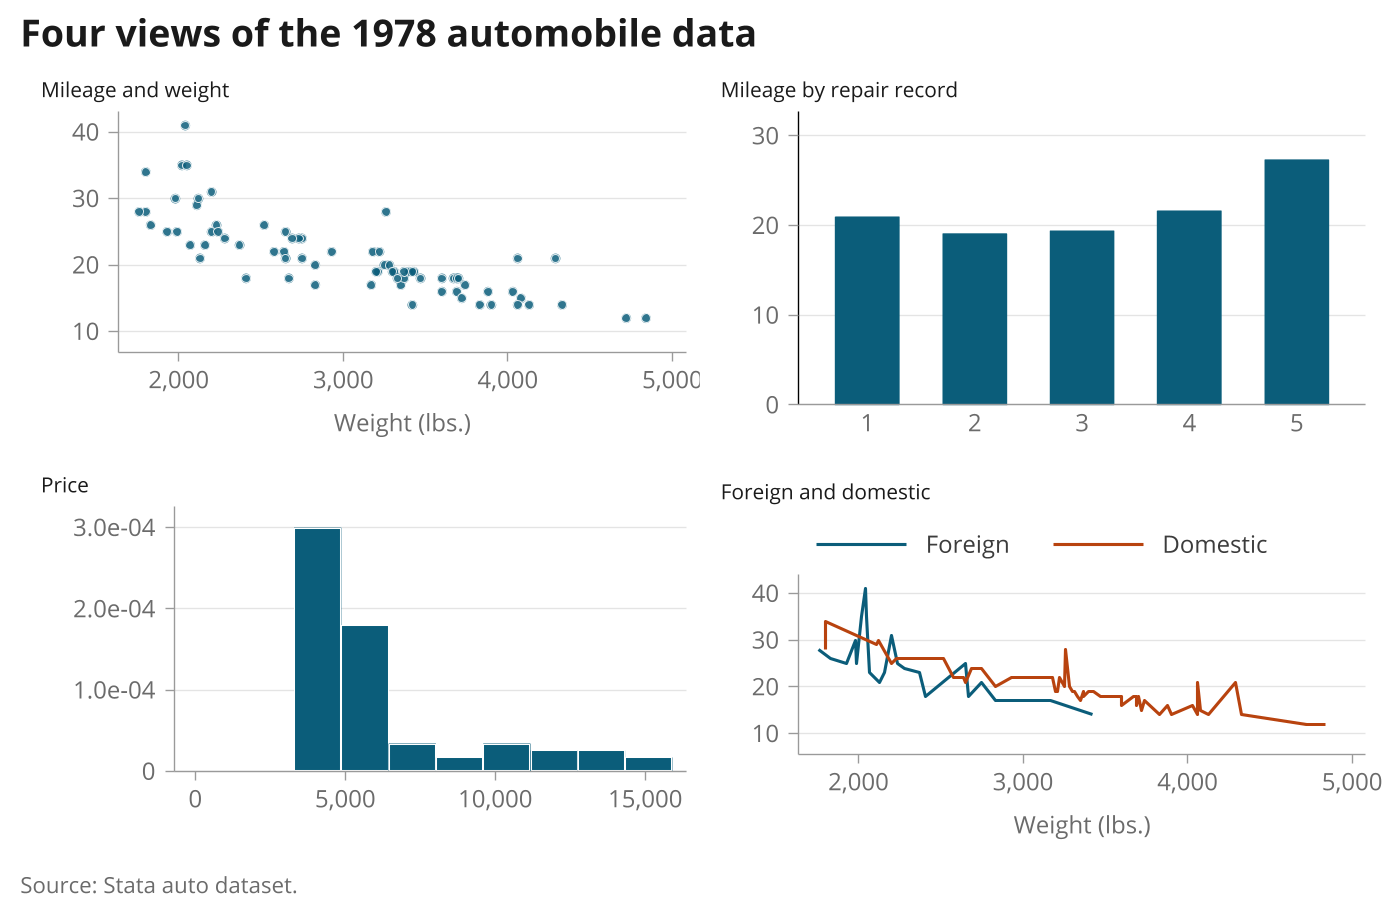 Four views of the 1978 automobile data
Mileage and weight
40
30
20
10
2,000 3,000 4,000 5,000
Weight (lbs.)
Mileage by repair record
30
20
10
0
1 2 3 4 5
Price
3.0e-04
2.0e-04
1.0e-04
0
0 5,000 10,000 15,000
Foreign and domestic
Foreign Domestic
40
30
20
10
2,000 3,000 4,000 5,000
Weight (lbs.)
Source: Stata auto dataset.